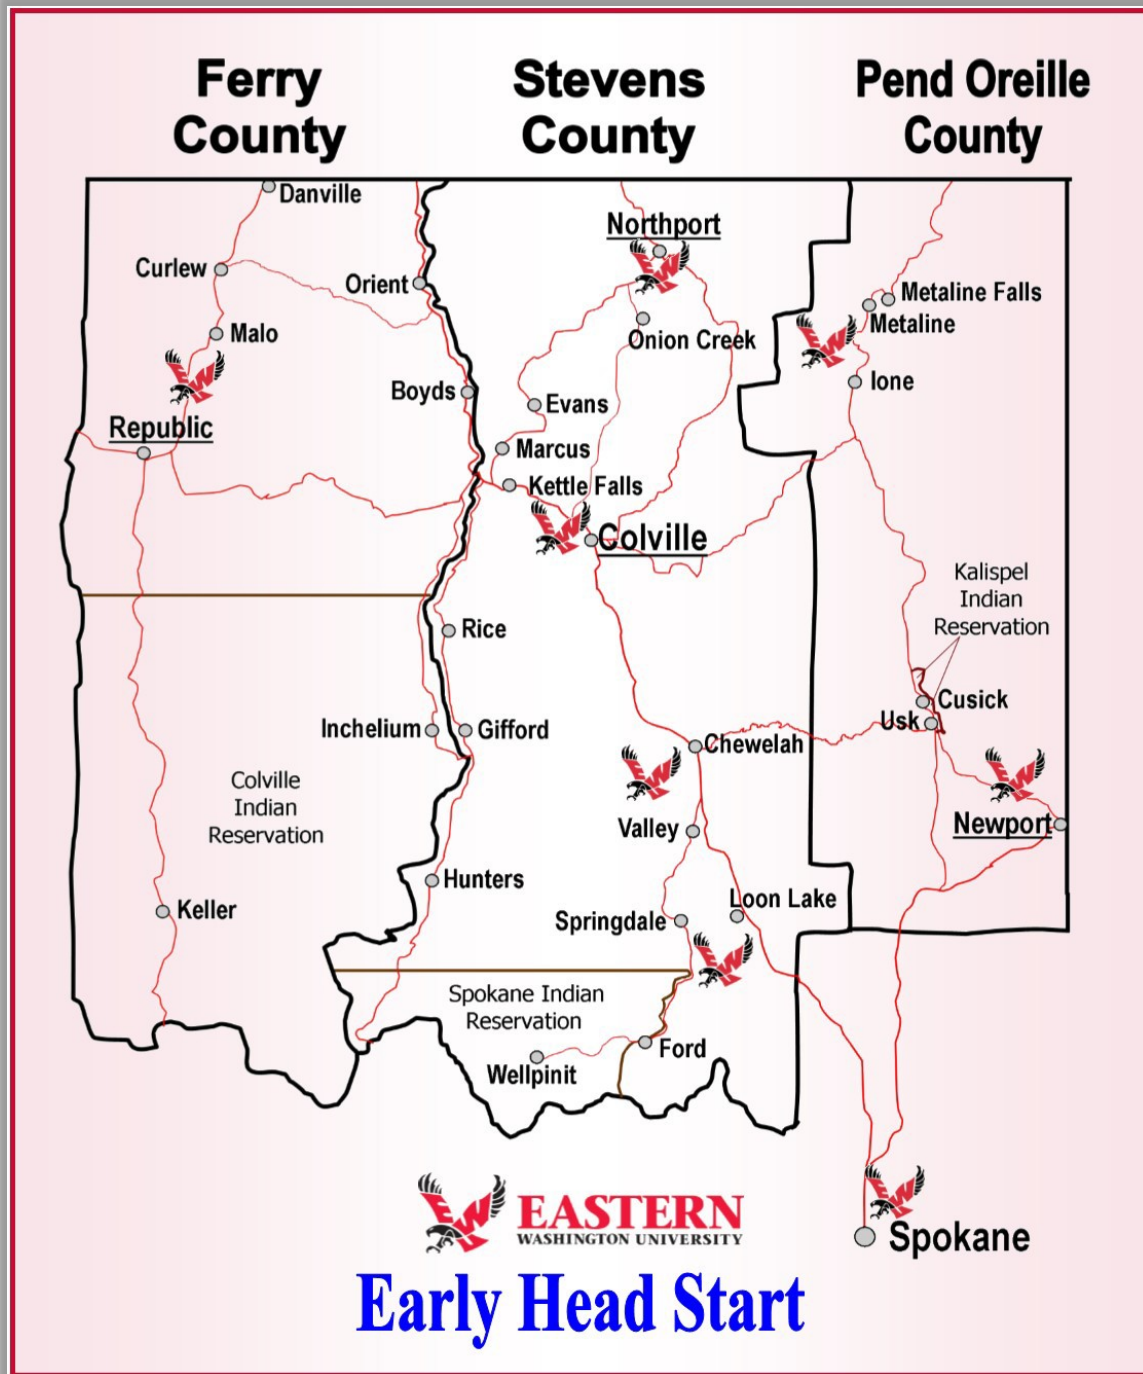 Ferry
County
Stevens
County
Pend Oreille
County
Danville
Northport
Curlew
Orient
Metaline Falls
Metaline
Malo
Onion Creek
Ione
Boyds
Evans
Republic
Marcus
Kettle Falls
Colville
Kalispel
Indian
Reservation
Rice
Cusick
Usk
Inchelium
Gifford
Chewelah
Colville
Indian
Reservation
Valley
Newport
Hunters
Loon Lake
Keller
Springdale
Spokane Indian
Reservation
Ford
Wellpinit
EASTERN
WASHINGTON UNIVERSITY
Spokane
Early Head Start